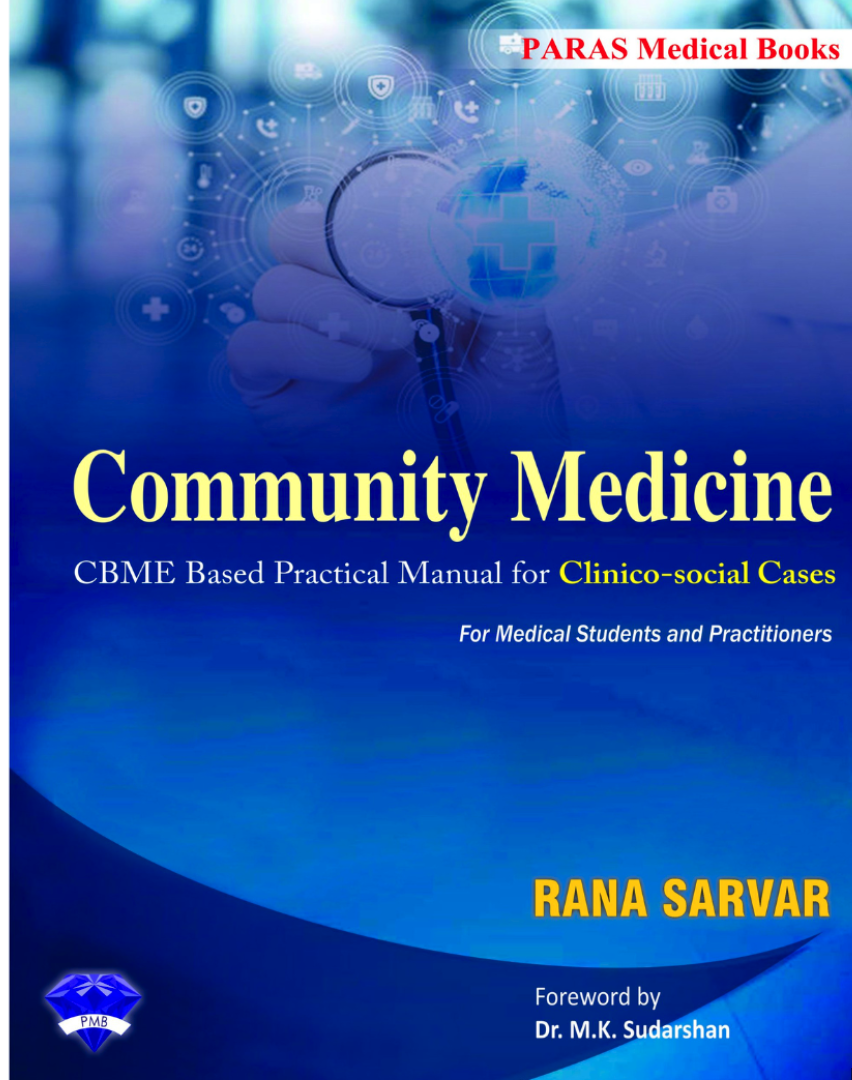 PARAS Medical Books
Community Medicine
CBME Based Practical Manual for Clinico-social Cases
For Medical Students and Practitioners
RANA SARVAR
Foreword by
Dr. M.K. Sudarshan
PMB